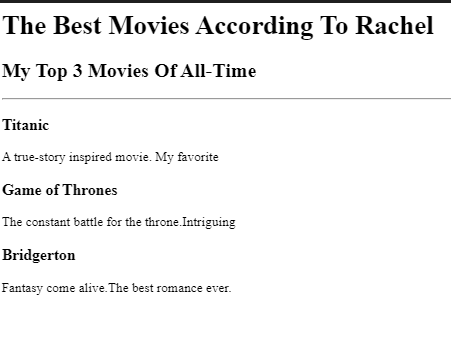 The Best Movies According To Rachel
My Top 3 Movies Of All-Time
Titanic
A true-story inspired movie. My favorite
Game of Thrones
The constant battle for the throne.Intriguing
Bridgerton
Fantasy come alive.The best romance ever.